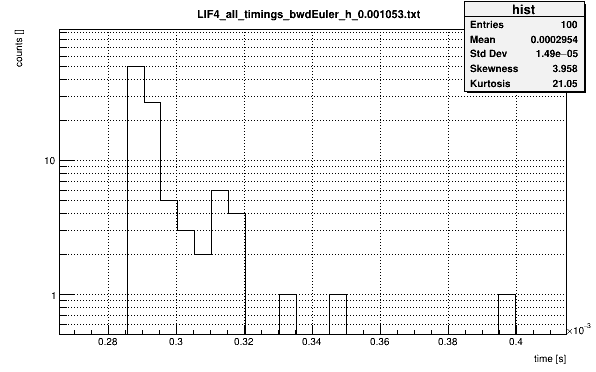 LIF4_all_timings_bwdEuler_h_0.001053.txt
hist
Entries 100
Mean 0.0002954
Std Dev 1.49e−05
Skewness 3.958
Kurtosis 21.05
counts []
10
1
0.28 0.3 0.32 0.34 0.36 0.38 0.4
×10−3
time [s]